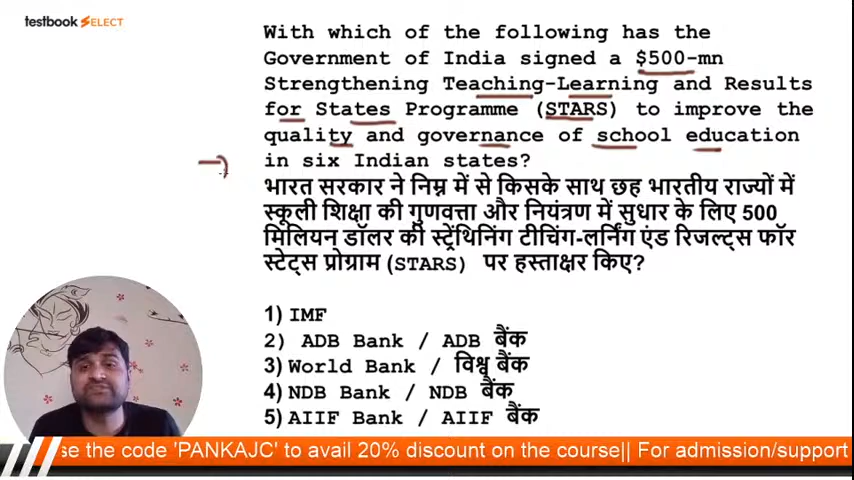 testbook SELECT
With which of the following has the
Government of India signed a $500-mn
Strengthening Teaching-Learning and Results
for States Programme (STARS) to improve the
quality and governance of school education
in six Indian states?
भारत सरकार ने निम्न में से किसके साथ छह भारतीय राज्यों में
स्कूली शिक्षा की गुणवत्ता और नियंत्रण में सुधार के लिए 500
मिलियन डॉलर की स्ट्रेंथिनिंग टीचिंग-लर्निंग एंड रिजल्ट्स फॉर
स्टेट्स प्रोग्राम (STARS) पर हस्ताक्षर किए?
1) IMF
2) ADB Bank / ADB बैंक
3) World Bank / विश्व बैंक
4) NDB Bank / NDB बैंक
5) AIIF Bank / AIIF बैंक
se the code 'PANKAJC' to avail 20% discount on the course|| For admission/support